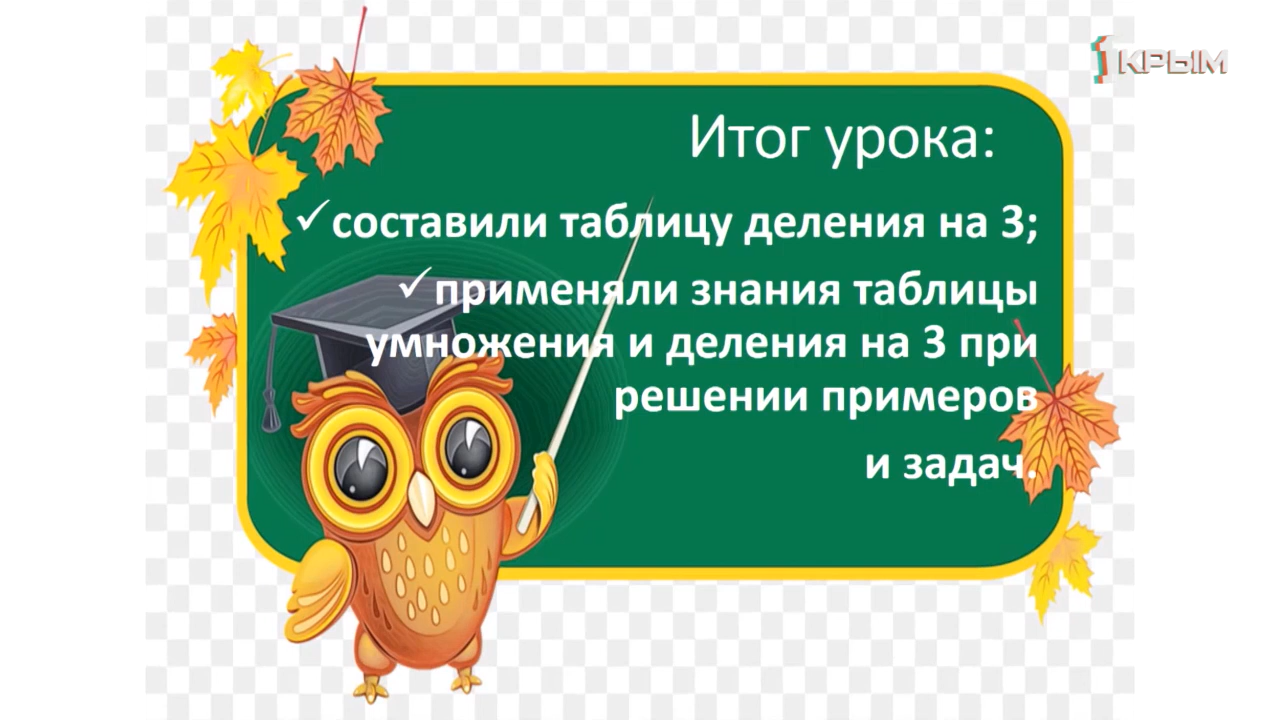 1 КРЫМ
Итог урока:
✓составили таблицу деления на 3;
✓применяли знания таблицы
умножения и деления на 3 при
решении примеров
и задач.